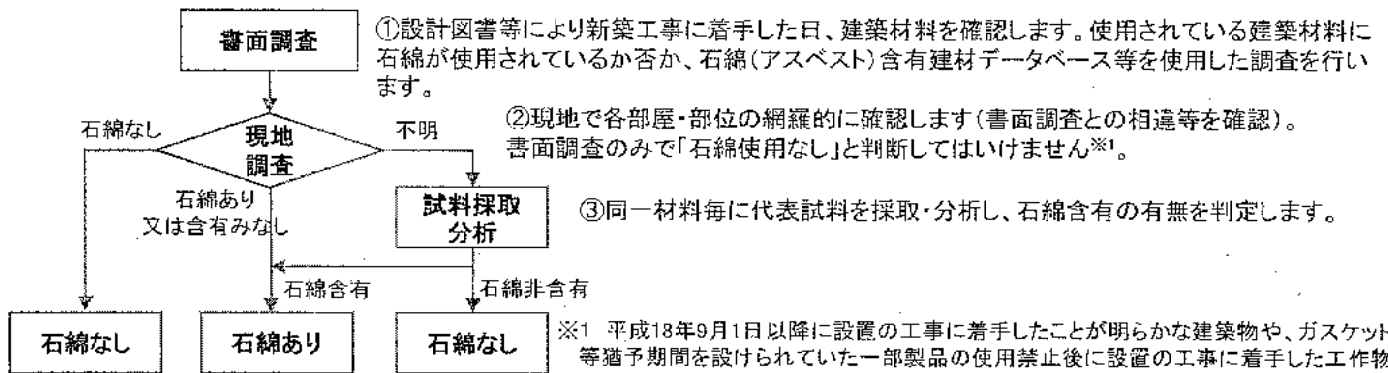 書面調査
①設計図書等により新築工事に着手した日、建築材料を確認します。使用されている建築材料に
石綿が使用されているか否か、石綿(アスベスト)含有建材データベース等を使用した調査を行い
ます。
石綿なし
現地
調査
不明
②現地で各部屋・部位の網羅的に確認します(書面調査との相違等を確認)。
書面調査のみで「石綿使用なし」と判断してはいけません※1。
石綿あり
又は含有みなし
試料採取
分析
③同一材料毎に代表試料を採取・分析し、石綿含有の有無を判定します。
石綿含有
石綿非含有
石綿なし
石綿あり
石綿なし
※1 平成18年9月1日以降に設置の工事に着手したことが明らかな建築物や、ガスケット
等猶予期間を設けられていた一部製品の使用禁止後に設置の工事に着手した工作物